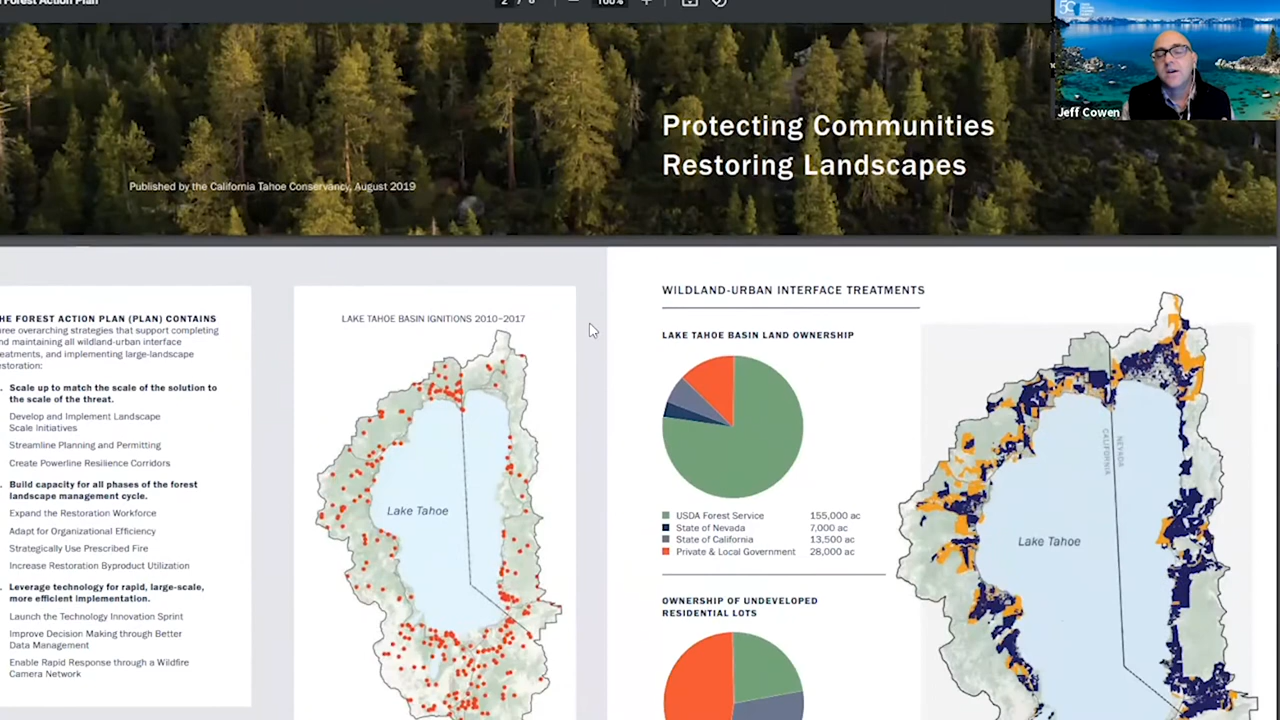 Forest Action Plan
100%
Jeff Cowen
Protecting Communities
Restoring Landscapes
Published by the California Tahoe Conservancy, August 2019
HE FOREST ACTION PLAN (PLAN) CONTAINS
ree overarching strategies that support completing
nd maintaining all wildland-urban interface
eatments, and implementing large-landscape
estoration:
Scale up to match the scale of the solution to
the scale of the threat.
Develop and Implement Landscape
Scale Initiatives
Streamline Planning and Permitting
Create Powerline Resilience Corridors
Build capacity for all phases of the forest
landscape management cycle.
Expand the Restoration Workforce
Adapt for Organizational Efficiency
Strategically Use Prescribed Fire
Increase Restoration Byproduct Utilization
Leverage technology for rapid, large-scale,
more efficient implementation.
Launch the Technology Innovation Sprint
Improve Decision Making through Better
Data Management
Enable Rapid Response through a Wildfire
Camera Network
LAKE TAHOE BASIN IGNITIONS 2010–2017
Lake Tahoe
WILDLAND-URBAN INTERFACE TREATMENTS
LAKE TAHOE BASIN LAND OWNERSHIP
USDA Forest Service 155,000 ac
State of Nevada 7,000 ac
State of California 13,500 ac
Private & Local Government 28,000 ac
OWNERSHIP OF UNDEVELOPED
RESIDENTIAL LOTS
CALIFORNIA
NEVADA
Lake Tahoe